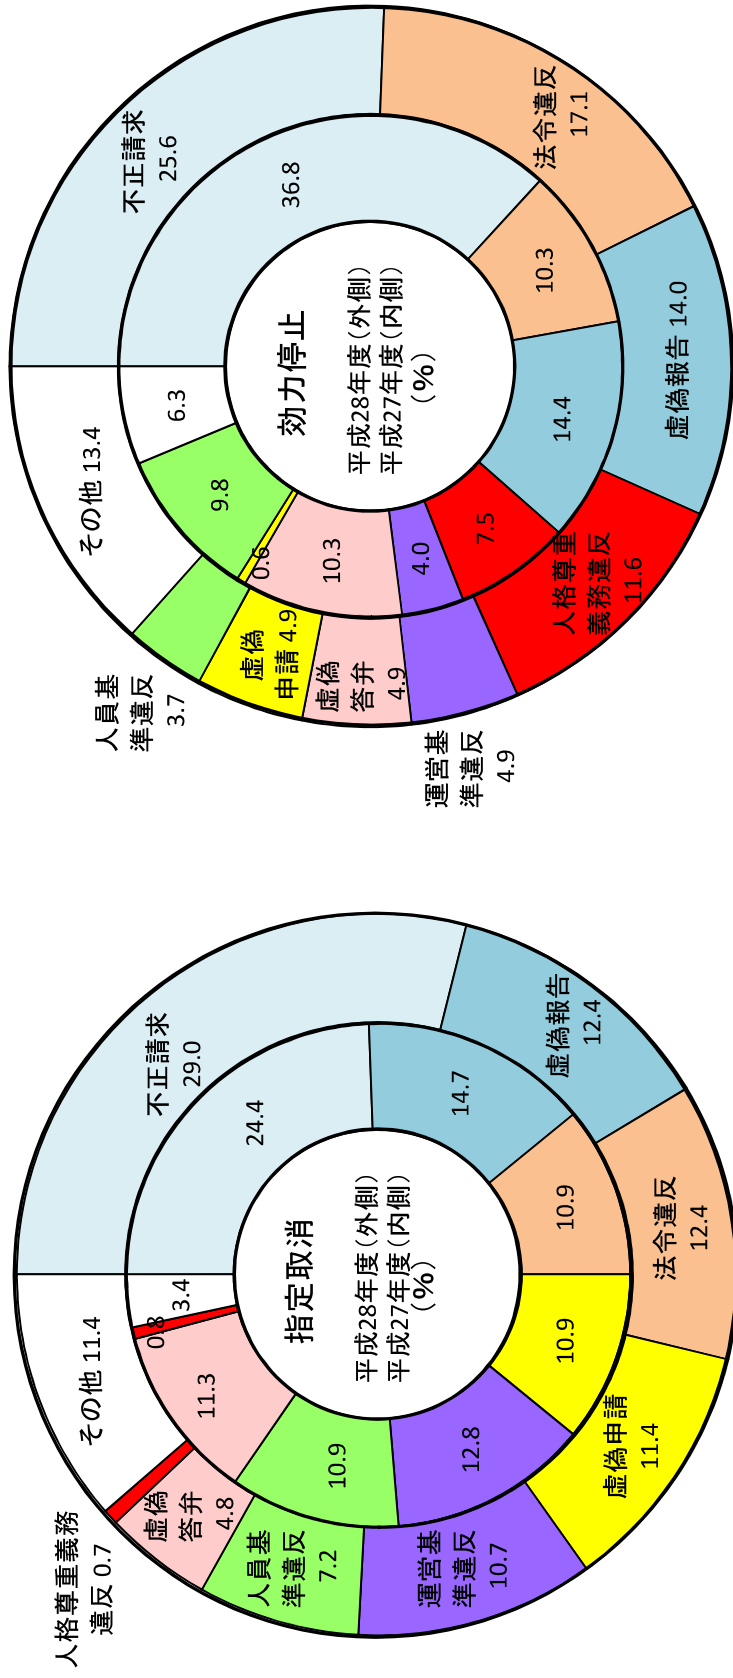 指定取消
平成28年度(外側)
平成27年度(内側)
(%)
不正請求
29.0
虚偽報告
12.4
法令違反
12.4
虚偽申請
11.4
運営基
準違反
10.7
人員基
準違反
7.2
虚偽
答弁
4.8
人格尊重義務
違反 0.7
その他 11.4
24.4
14.7
10.9
10.9
12.8
10.9
11.3
0.8
3.4
効力停止
平成28年度(外側)
平成27年度(内側)
(%)
不正請求
25.6
法令違反
17.1
虚偽報告 14.0
人格尊重
義務違反
11.6
運営基
準違反
4.9
虚偽
答弁
4.9
虚偽
申請 4.9
人員基
準違反
3.7
その他 13.4
36.8
10.3
14.4
7.5
4.0
10.3
0.6
9.8
6.3